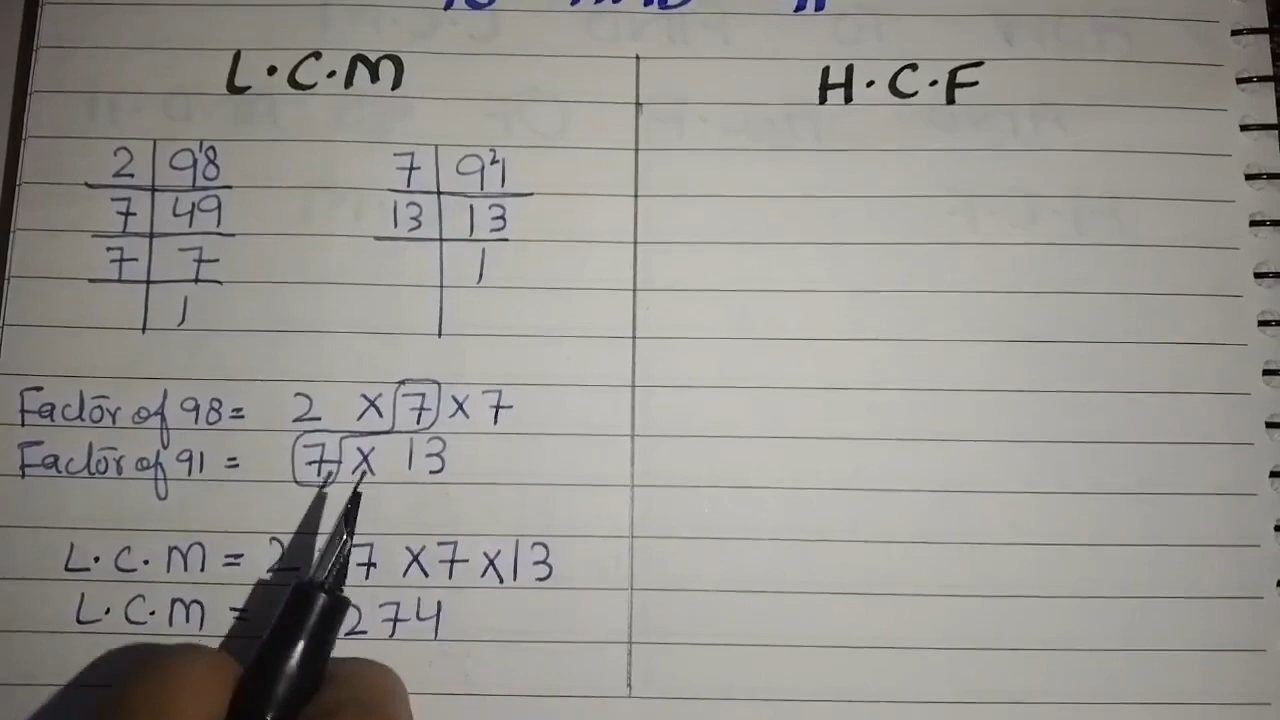 L.C.M
H.C.F
2 98
7 49
7 7
1
7 91
13 13
1
Factor of 98 = 2 × 7 × 7
Factor of 91 = 7 × 13
L.C.M = 2 7 × 7 × 13
L.C.M = 274